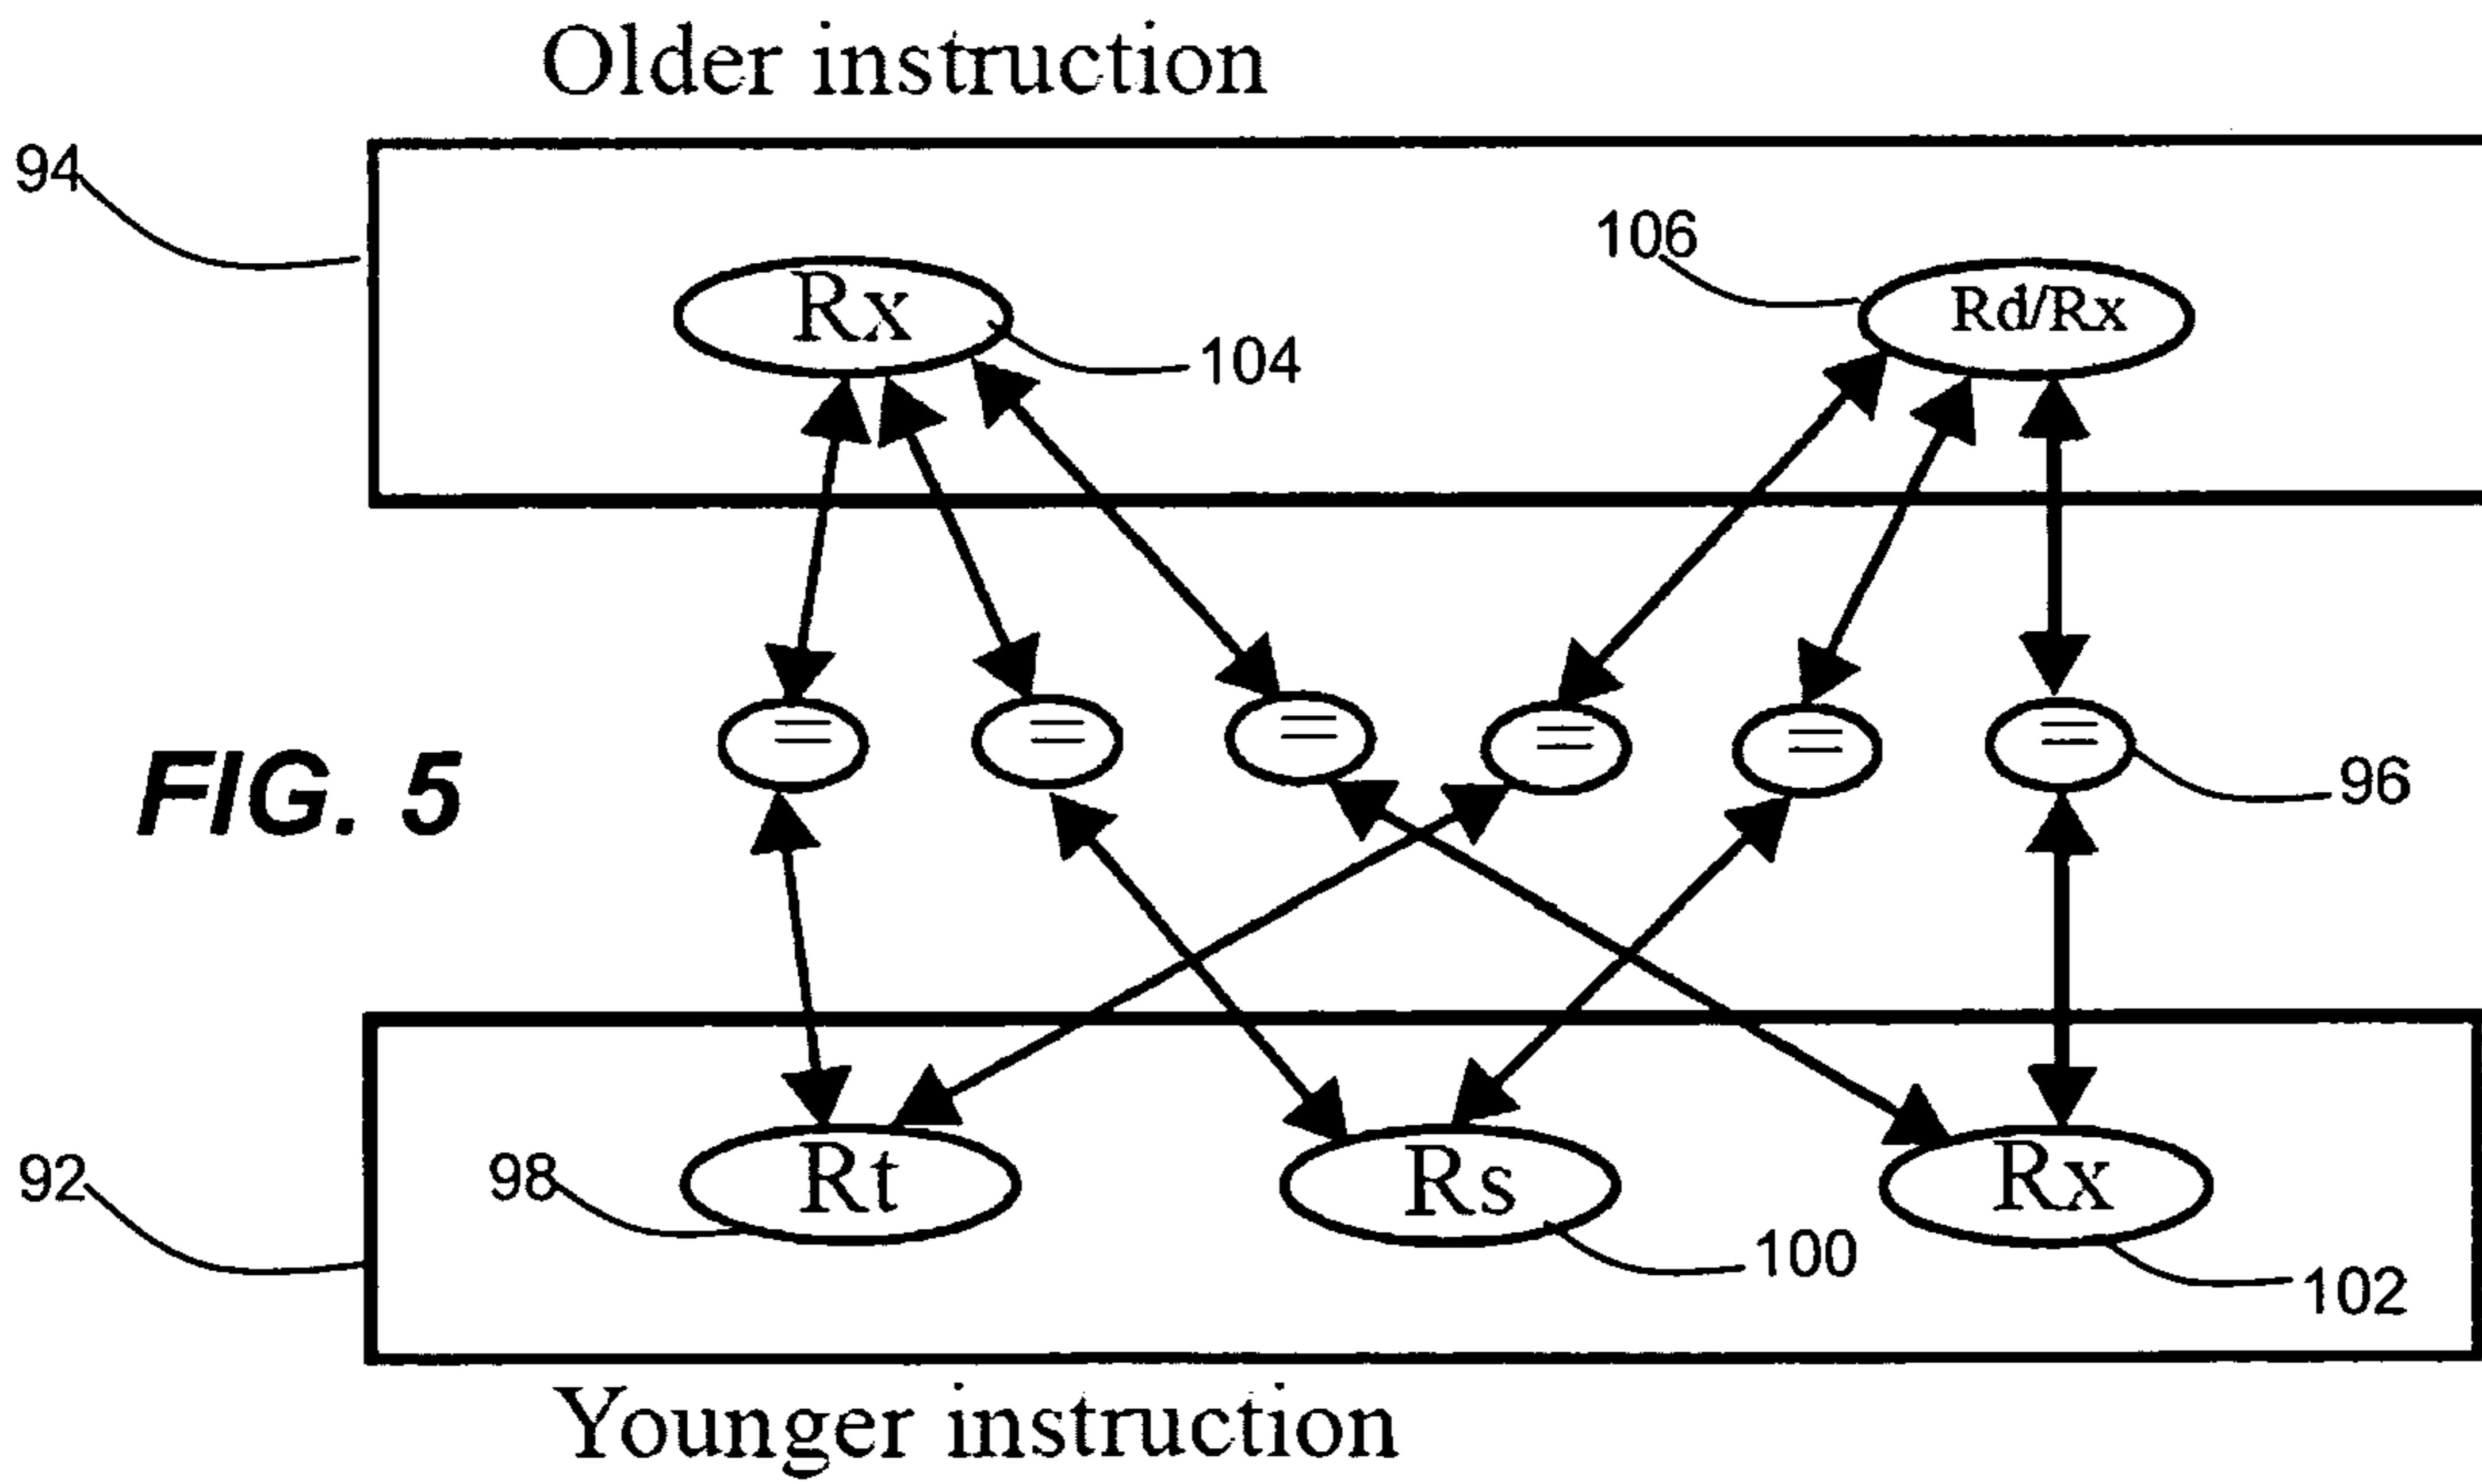 Older instruction
94
106
Rx
Rd/Rx
104
=
=
=
=
=
=
FIG. 5
96
92
98
Rt
Rs
Rx
100
102
Younger instruction